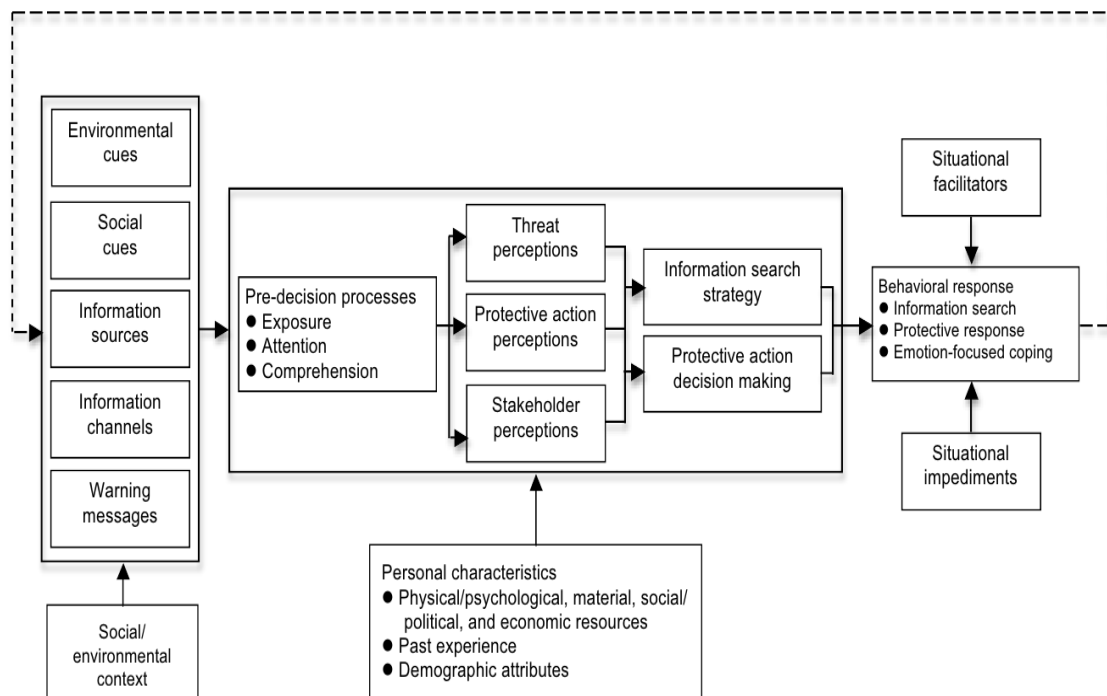 Environmental
cues
Social
cues
Information
sources
Information
channels
Warning
messages
Social/
environmental
context
Pre-decision processes
● Exposure
● Attention
● Comprehension
Threat
perceptions
Protective action
perceptions
Stakeholder
perceptions
Information search
strategy
Protective action
decision making
Personal characteristics
● Physical/psychological, material, social/
political, and economic resources
● Past experience
● Demographic attributes
Situational
facilitators
Behavioral response
● Information search
● Protective response
● Emotion-focused coping
Situational
impediments